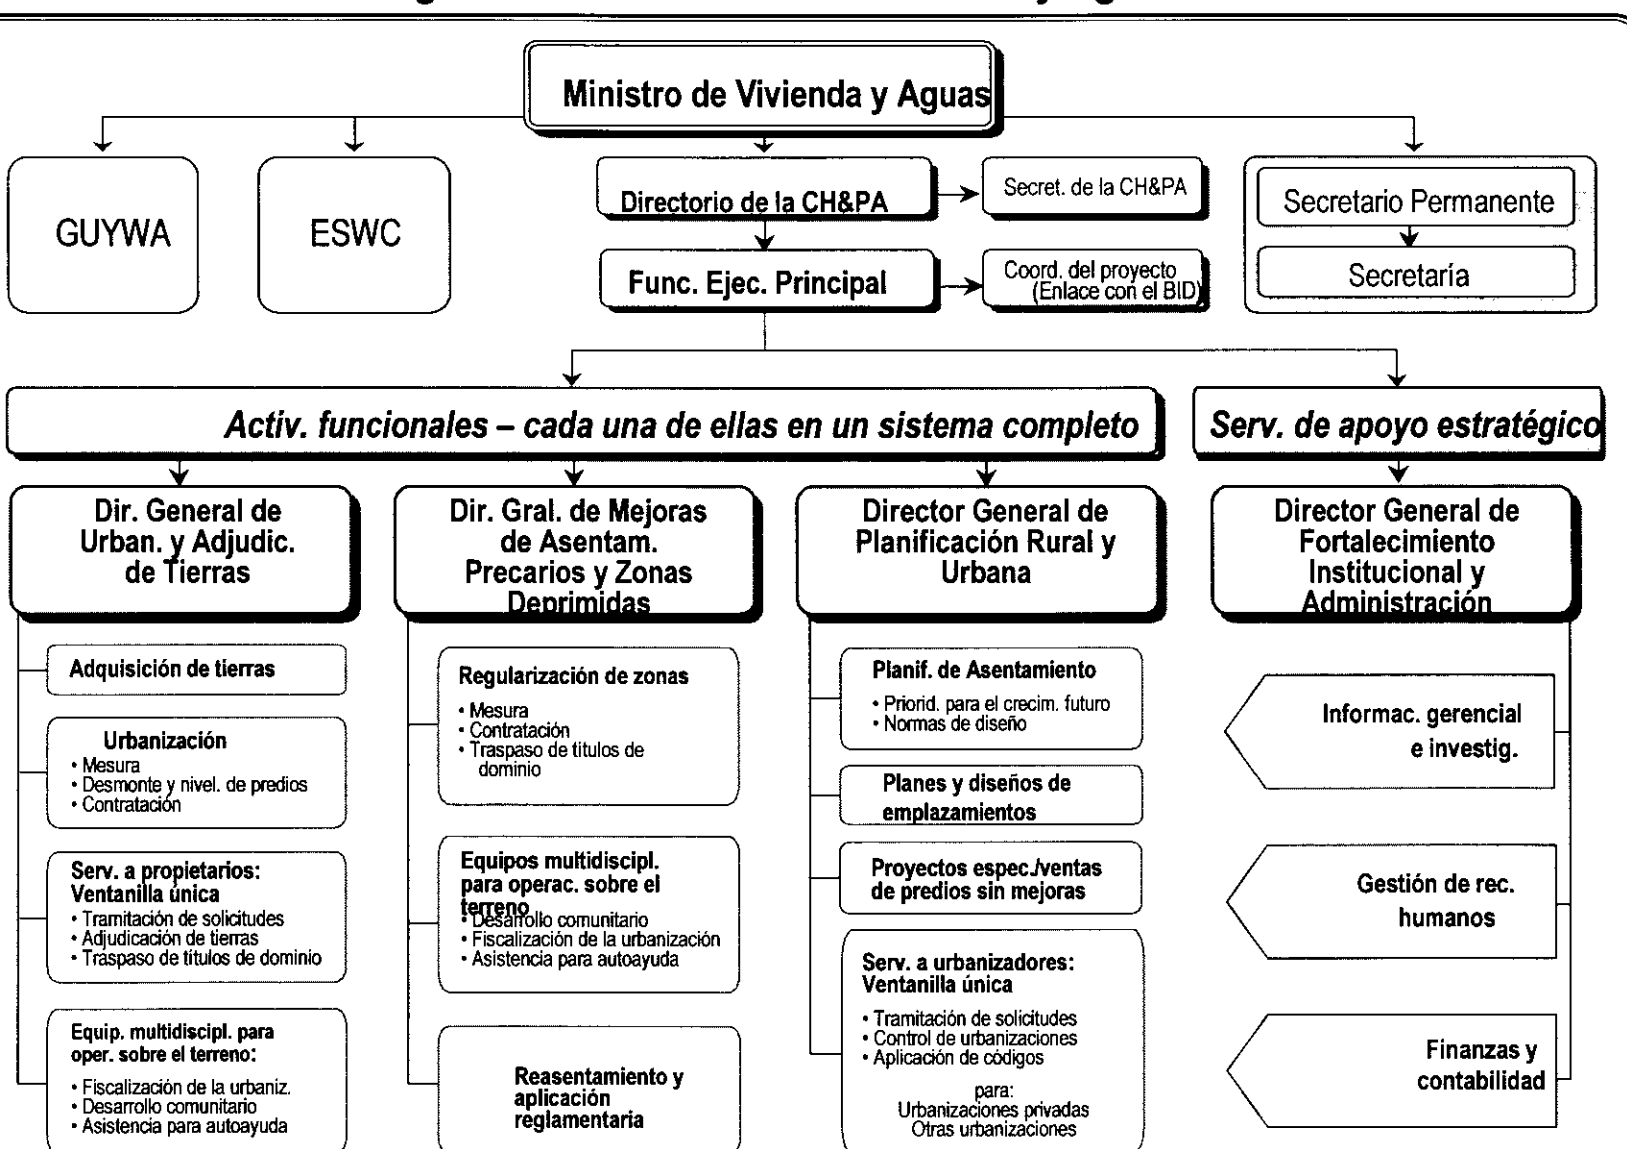 Ministro de Vivienda y Aguas
GUYWA
ESWC
Directorio de la CH&PA
Secret. de la CH&PA
Func. Ejec. Principal
Coord. del proyecto
(Enlace con el BID)
Secretario Permanente
Secretaría
Activ. funcionales – cada una de ellas en un sistema completo
Serv. de apoyo estratégico
Dir. General de
Urban. y Adjudic.
de Tierras
Adquisición de tierras
Urbanización
• Mesura
• Desmonte y nivel. de predios
• Contratación
Serv. a propietarios:
Ventanilla única
• Tramitación de solicitudes
• Adjudicación de tierras
• Traspaso de títulos de dominio
Equip. multidiscipl. para
oper. sobre el terreno:
• Fiscalización de la urbaniz.
• Desarrollo comunitario
• Asistencia para autoayuda
Dir. Gral. de Mejoras
de Asentam.
Precarios y Zonas
Deprimidas
Regularización de zonas
• Mesura
• Contratación
• Traspaso de titulos de
dominio
Equipos multidiscipl.
para operac. sobre el
terreno
• Desarrollo comunitario
• Fiscalización de la urbanización
• Asistencia para autoayuda
Reasentamiento y
aplicación
reglamentaria
Director General de
Planificación Rural y
Urbana
Planif. de Asentamiento
• Priorid. para el crecim. futuro
• Normas de diseño
Planes y diseños de
emplazamientos
Proyectos espec./ventas
de predios sin mejoras
Serv. a urbanizadores:
Ventanilla única
• Tramitación de solicitudes
• Control de urbanizaciones
• Aplicación de códigos
para:
Urbanizaciones privadas
Otras urbanizaciones
Director General de
Fortalecimiento
Institucional y
Administración
Informac. gerencial
e investig.
Gestión de rec.
humanos
Finanzas y
contabilidad